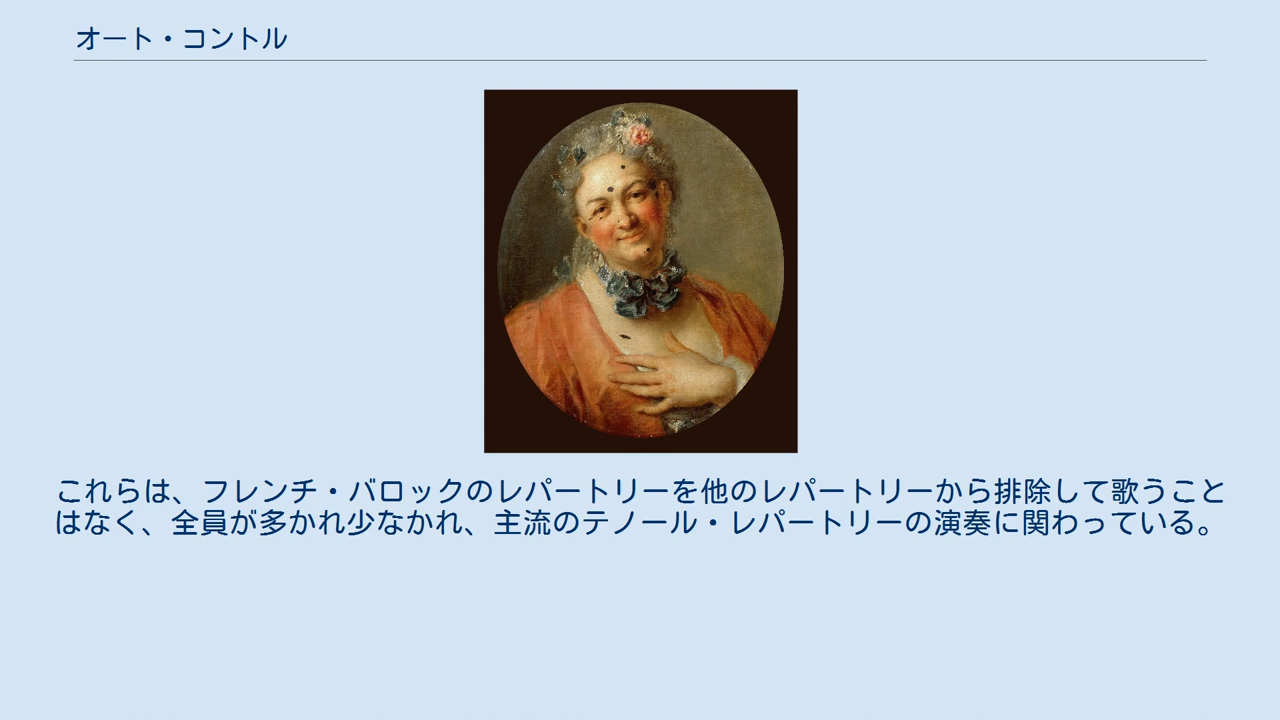 オート・コントル
これらは、フレンチ・バロックのレパートリーを他のレパートリーから排除して歌うこと
はなく、全員が多かれ少なかれ、主流のテノール・レパートリーの演奏に関わっている。